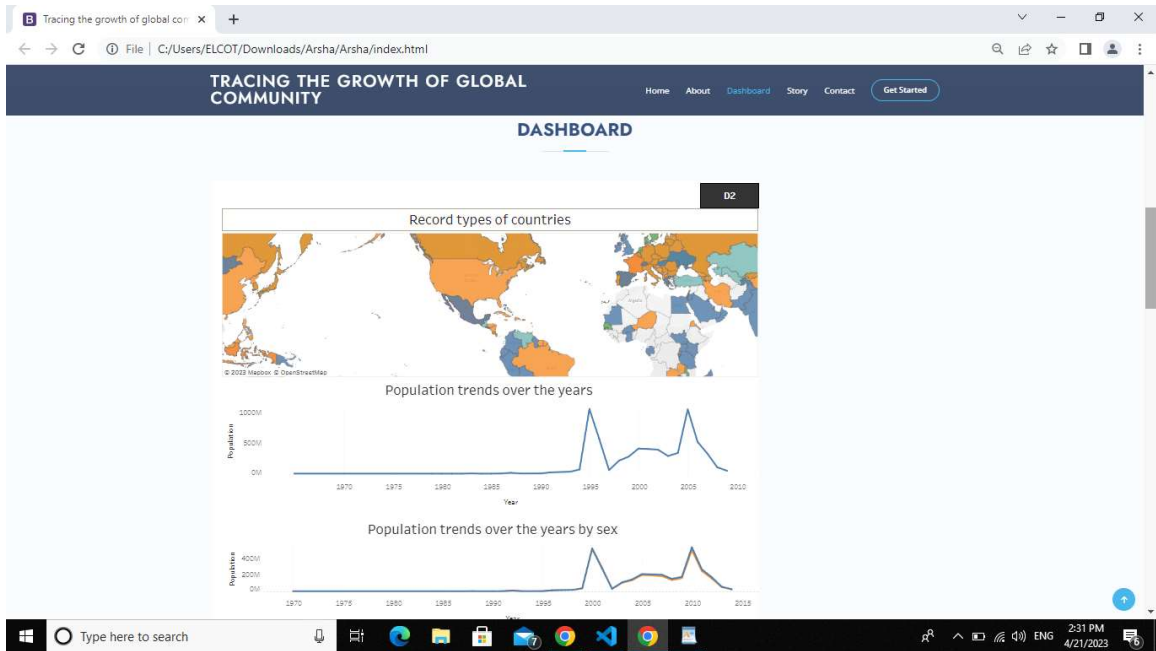 Tracing the growth of global com
File
C:/Users/ELCOT/Downloads/Arsha/Arsha/index.html
TRACING THE GROWTH OF GLOBAL
COMMUNITY
Home About Dashboard Story Contact Get Started
DASHBOARD
D2
Record types of countries
© 2023 Mapbox © OpenStreetMap
Population trends over the years
1000M
500M
0M
Population
1970 1975 1980 1985 1990 1995 2000 2005 2010
Year
Population trends over the years by sex
400M
200M
0M
Population
1970 1975 1980 1985 1990 1995 2000 2005 2010 2015
Year
Type here to search
7
ENG
2:31 PM
4/21/2023
6